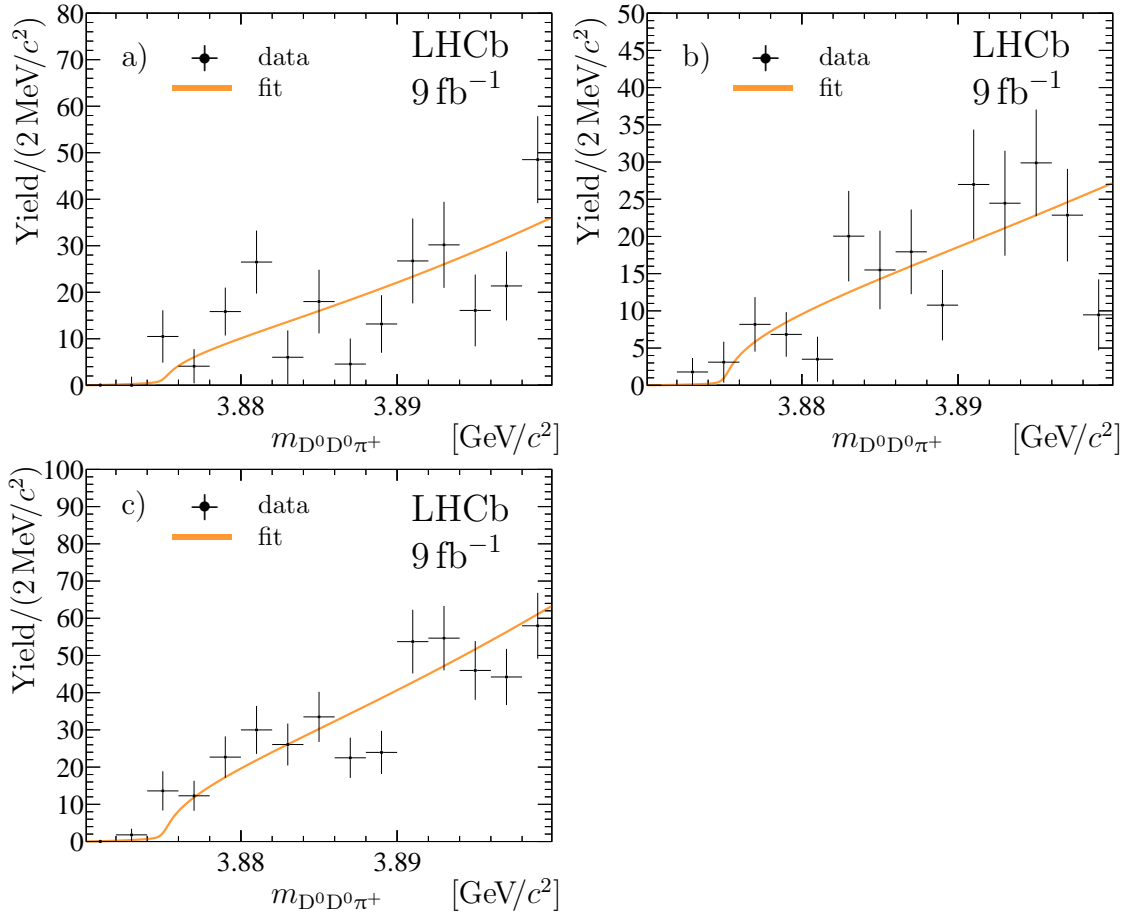 a)
data
fit
LHCb
9 fb⁻¹
Yield/(2 MeV/c²)
80
70
60
50
40
30
20
10
0
3.88
3.89
m_{D⁰D⁰π⁺}
[GeV/c²]
b)
data
fit
LHCb
9 fb⁻¹
Yield/(2 MeV/c²)
50
45
40
35
30
25
20
15
10
5
0
3.88
3.89
m_{D⁰D⁰π⁺}
[GeV/c²]
c)
data
fit
LHCb
9 fb⁻¹
Yield/(2 MeV/c²)
100
90
80
70
60
50
40
30
20
10
0
3.88
3.89
m_{D⁰D⁰π⁺}
[GeV/c²]